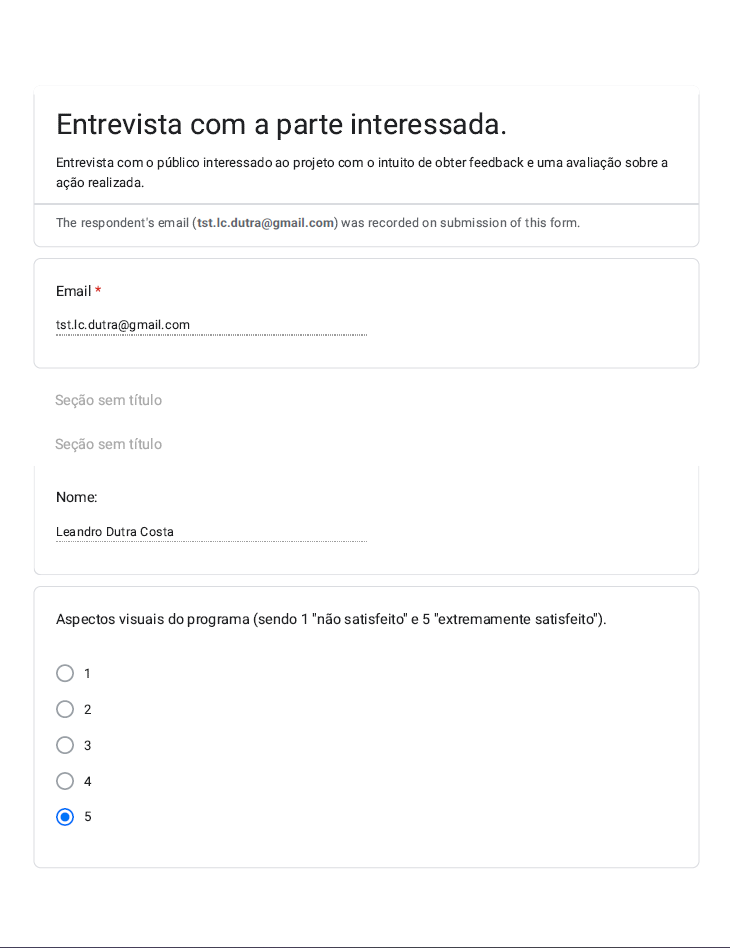 Entrevista com a parte interessada.
Entrevista com o público interessado ao projeto com o intuito de obter feedback e uma avaliação sobre a
ação realizada.
The respondent's email (tst.lc.dutra@gmail.com) was recorded on submission of this form.
Email *
tst.lc.dutra@gmail.com
Seção sem título
Seção sem título
Nome:
Leandro Dutra Costa
Aspectos visuais do programa (sendo 1 "não satisfeito" e 5 "extremamente satisfeito").
1
2
3
4
5